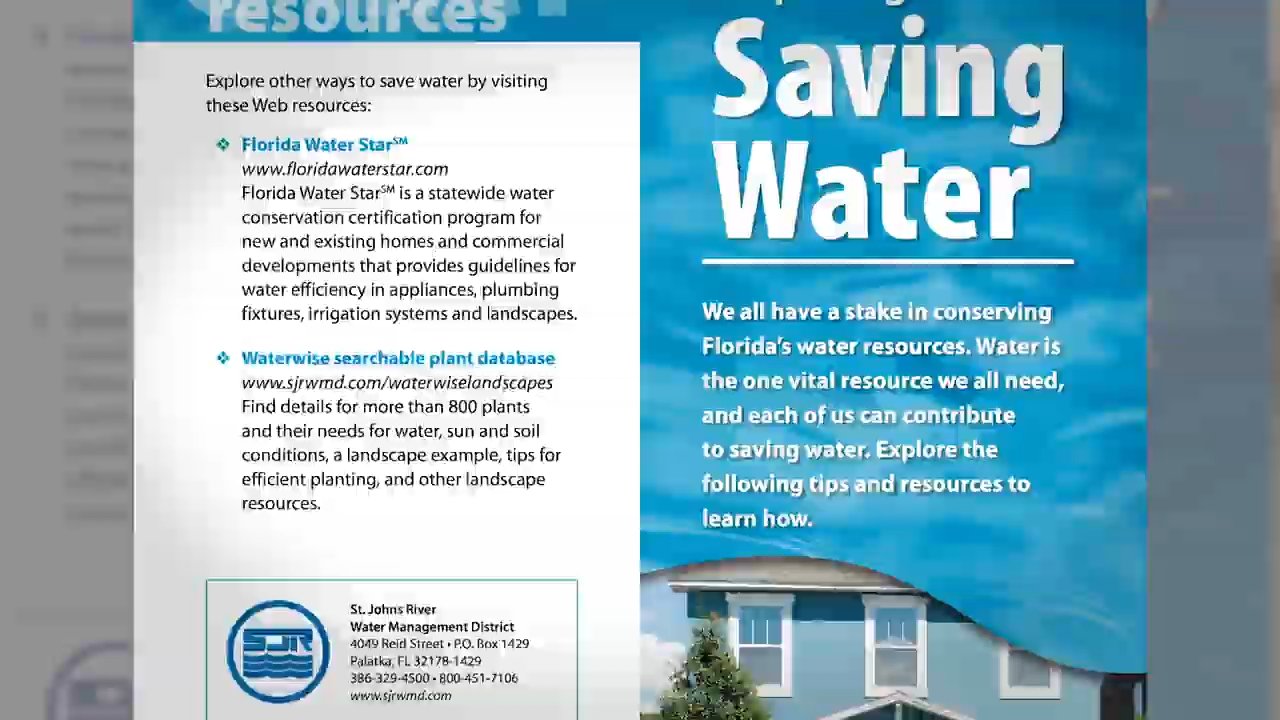 resources
Explore other ways to save water by visiting
these Web resources:
❖ Florida Water Star℠
www.floridawaterstar.com
Florida Water Star℠ is a statewide water
conservation certification program for
new and existing homes and commercial
developments that provides guidelines for
water efficiency in appliances, plumbing
fixtures, irrigation systems and landscapes.
❖ Waterwise searchable plant database
www.sjrwmd.com/waterwiselandscapes
Find details for more than 800 plants
and their needs for water, sun and soil
conditions, a landscape example, tips for
efficient planting, and other landscape
resources.
SJR
St. Johns River
Water Management District
4049 Reid Street • P.O. Box 1429
Palatka, FL 32178-1429
386-329-4500 • 800-451-7106
www.sjrwmd.com
Saving
Water
We all have a stake in conserving
Florida's water resources. Water is
the one vital resource we all need,
and each of us can contribute
to saving water. Explore the
following tips and resources to
learn how.